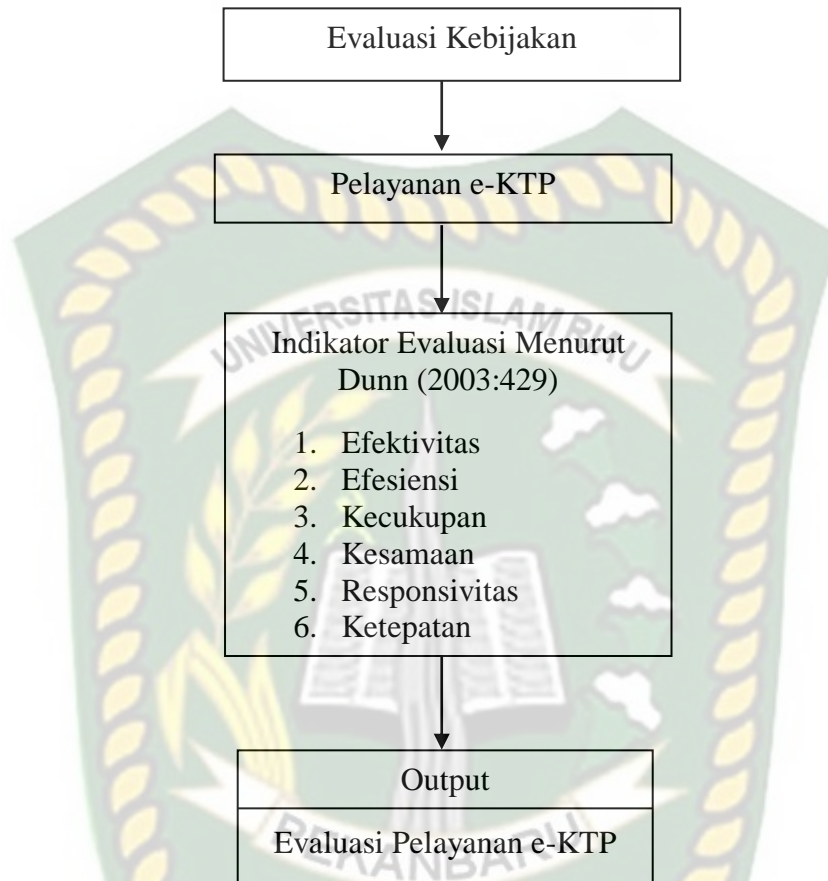 Evaluasi Kebijakan
Pelayanan e-KTP
UNIVERSITAS ISLAM RIAU
Indikator Evaluasi Menurut
Dunn (2003:429)
1. Efektivitas
2. Efesiensi
3. Kecukupan
4. Kesamaan
5. Responsivitas
6. Ketepatan
Output
Evaluasi Pelayanan e-KTP
PEKANBARU